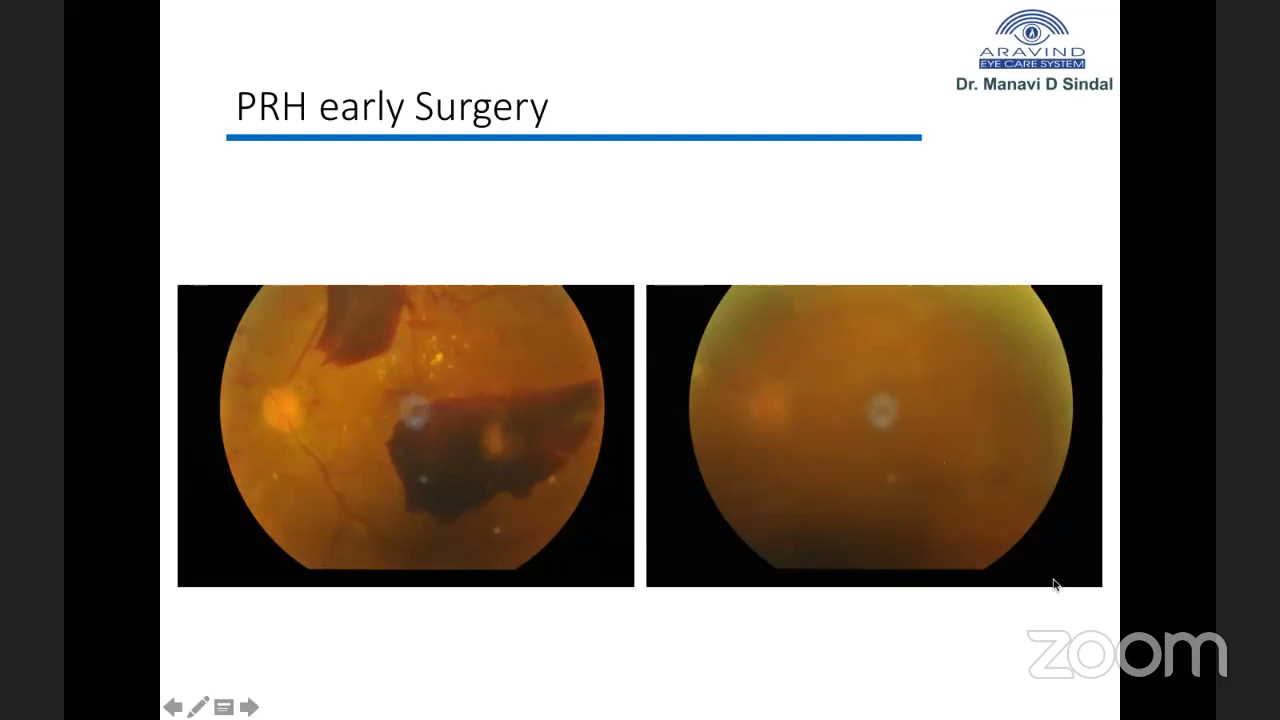 ARAVIND
EYE CARE SYSTEM
Dr. Manavi D Sindal
PRH early Surgery
zoom